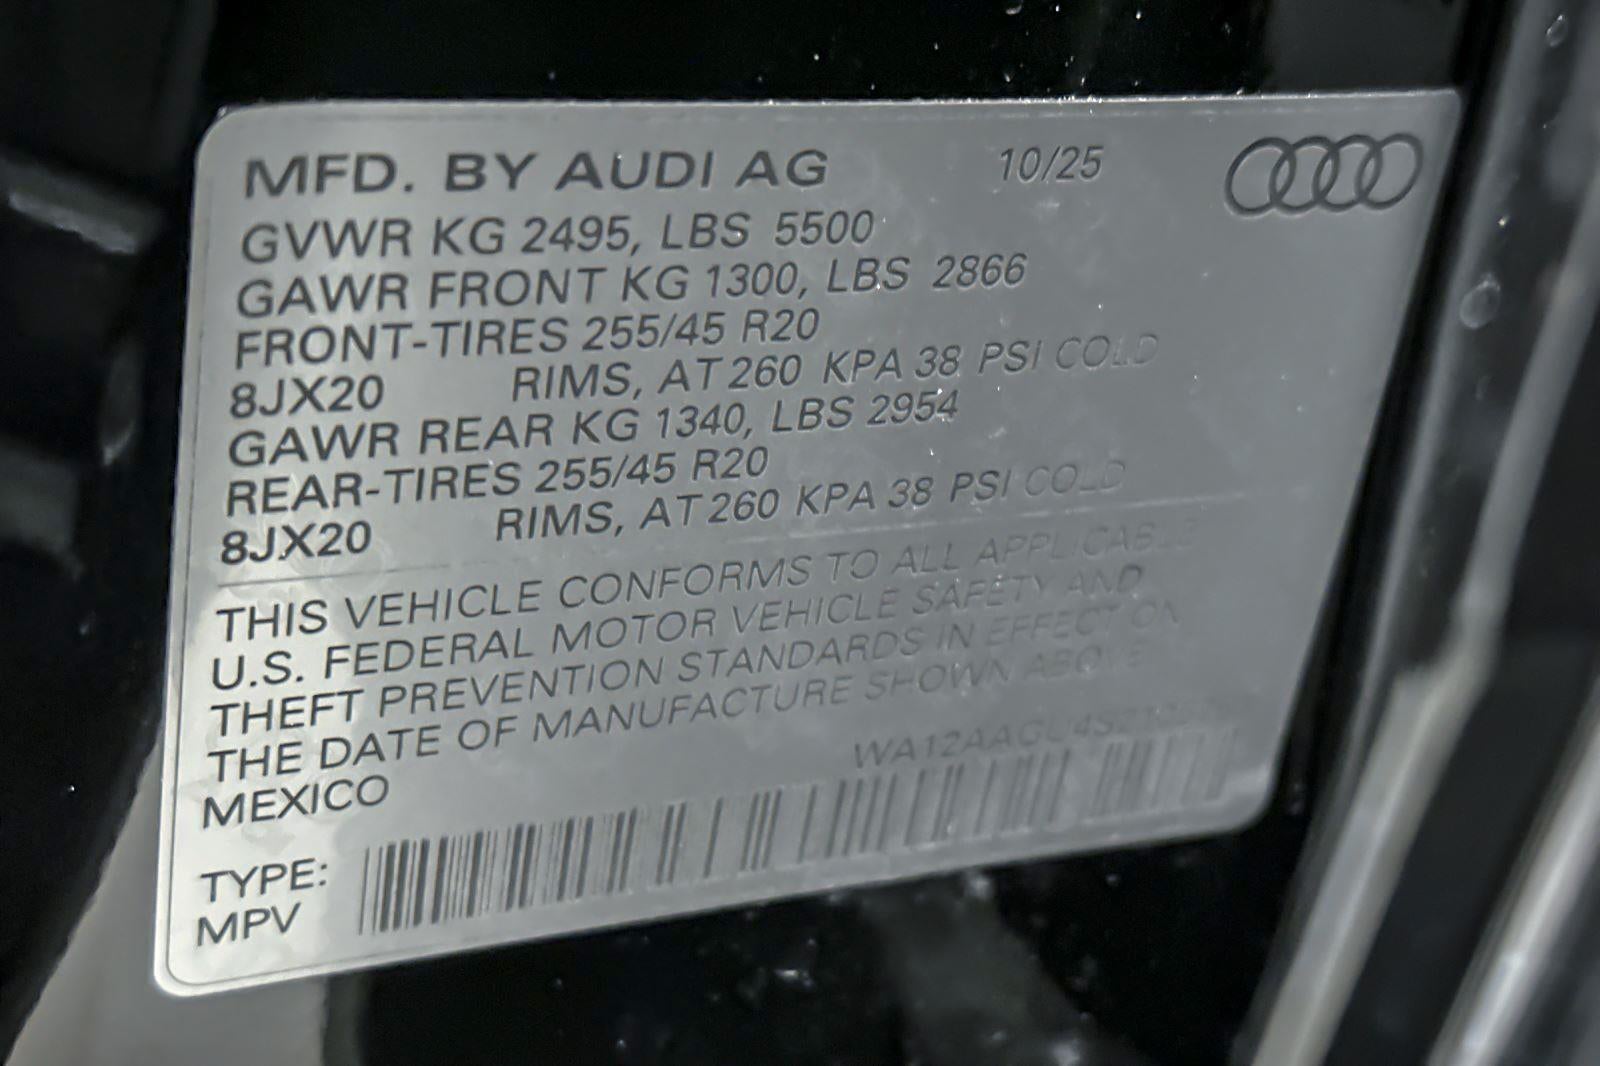 MFD. BY AUDI AG 10/25
GVWR KG 2495, LBS 5500
GAWR FRONT KG 1300, LBS 2866
FRONT-TIRES 255/45 R20
8JX20 RIMS, AT 260 KPA 38 PSI COLD
GAWR REAR KG 1340, LBS 2954
REAR-TIRES 255/45 R20
8JX20 RIMS, AT 260 KPA 38 PSI COLD
THIS VEHICLE CONFORMS TO ALL APPLICABLE
U.S. FEDERAL MOTOR VEHICLE SAFETY AND
THEFT PREVENTION STANDARDS IN EFFECT ON
THE DATE OF MANUFACTURE SHOWN ABOVE
MEXICO
TYPE:
MPV